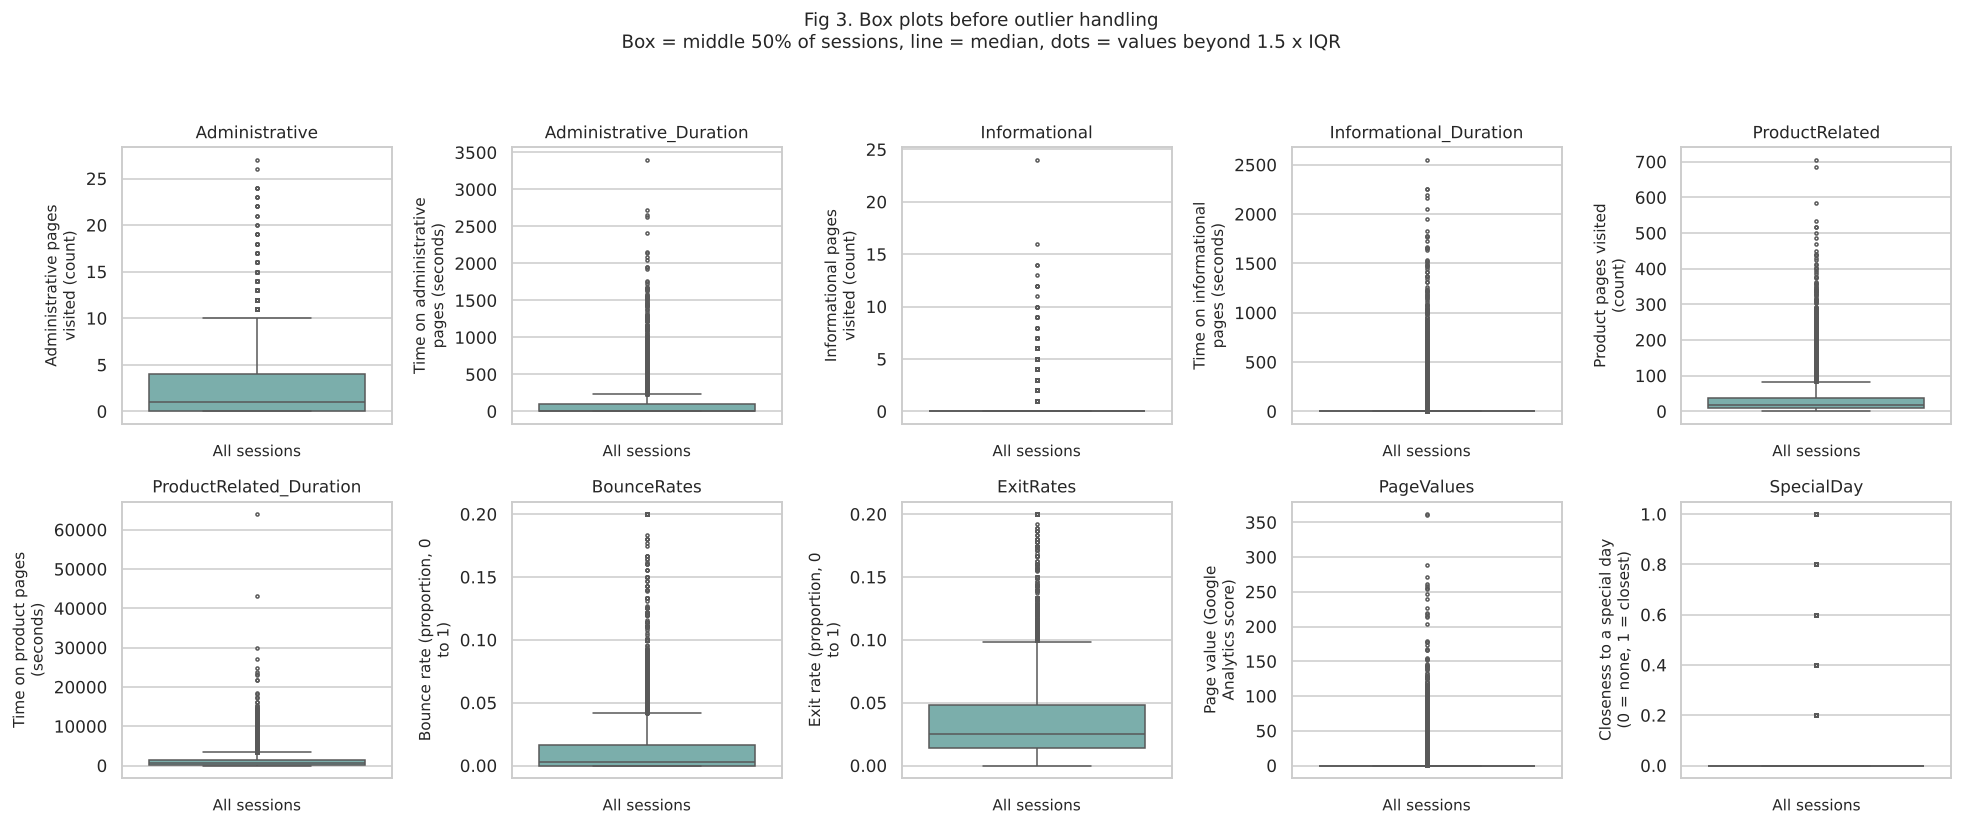 Fig 3. Box plots before outlier handling
Box = middle 50% of sessions, line = median, dots = values beyond 1.5 x IQR
Administrative
Administrative pages
visited (count)
25
20
15
10
5
0
All sessions
Administrative_Duration
Time on administrative
pages (seconds)
3500
3000
2500
2000
1500
1000
500
0
All sessions
Informational
Informational pages
visited (count)
25
20
15
10
5
0
All sessions
Informational_Duration
Time on informational
pages (seconds)
2500
2000
1500
1000
500
0
All sessions
ProductRelated
Product pages visited
(count)
700
600
500
400
300
200
100
0
All sessions
ProductRelated_Duration
Time on product pages
(seconds)
60000
50000
40000
30000
20000
10000
0
All sessions
BounceRates
Bounce rate (proportion, 0
to 1)
0.20
0.15
0.10
0.05
0.00
All sessions
ExitRates
Exit rate (proportion, 0
to 1)
0.20
0.15
0.10
0.05
0.00
All sessions
PageValues
Page value (Google
Analytics score)
350
300
250
200
150
100
50
0
All sessions
SpecialDay
Closeness to a special day
(0 = none, 1 = closest)
1.0
0.8
0.6
0.4
0.2
0.0
All sessions